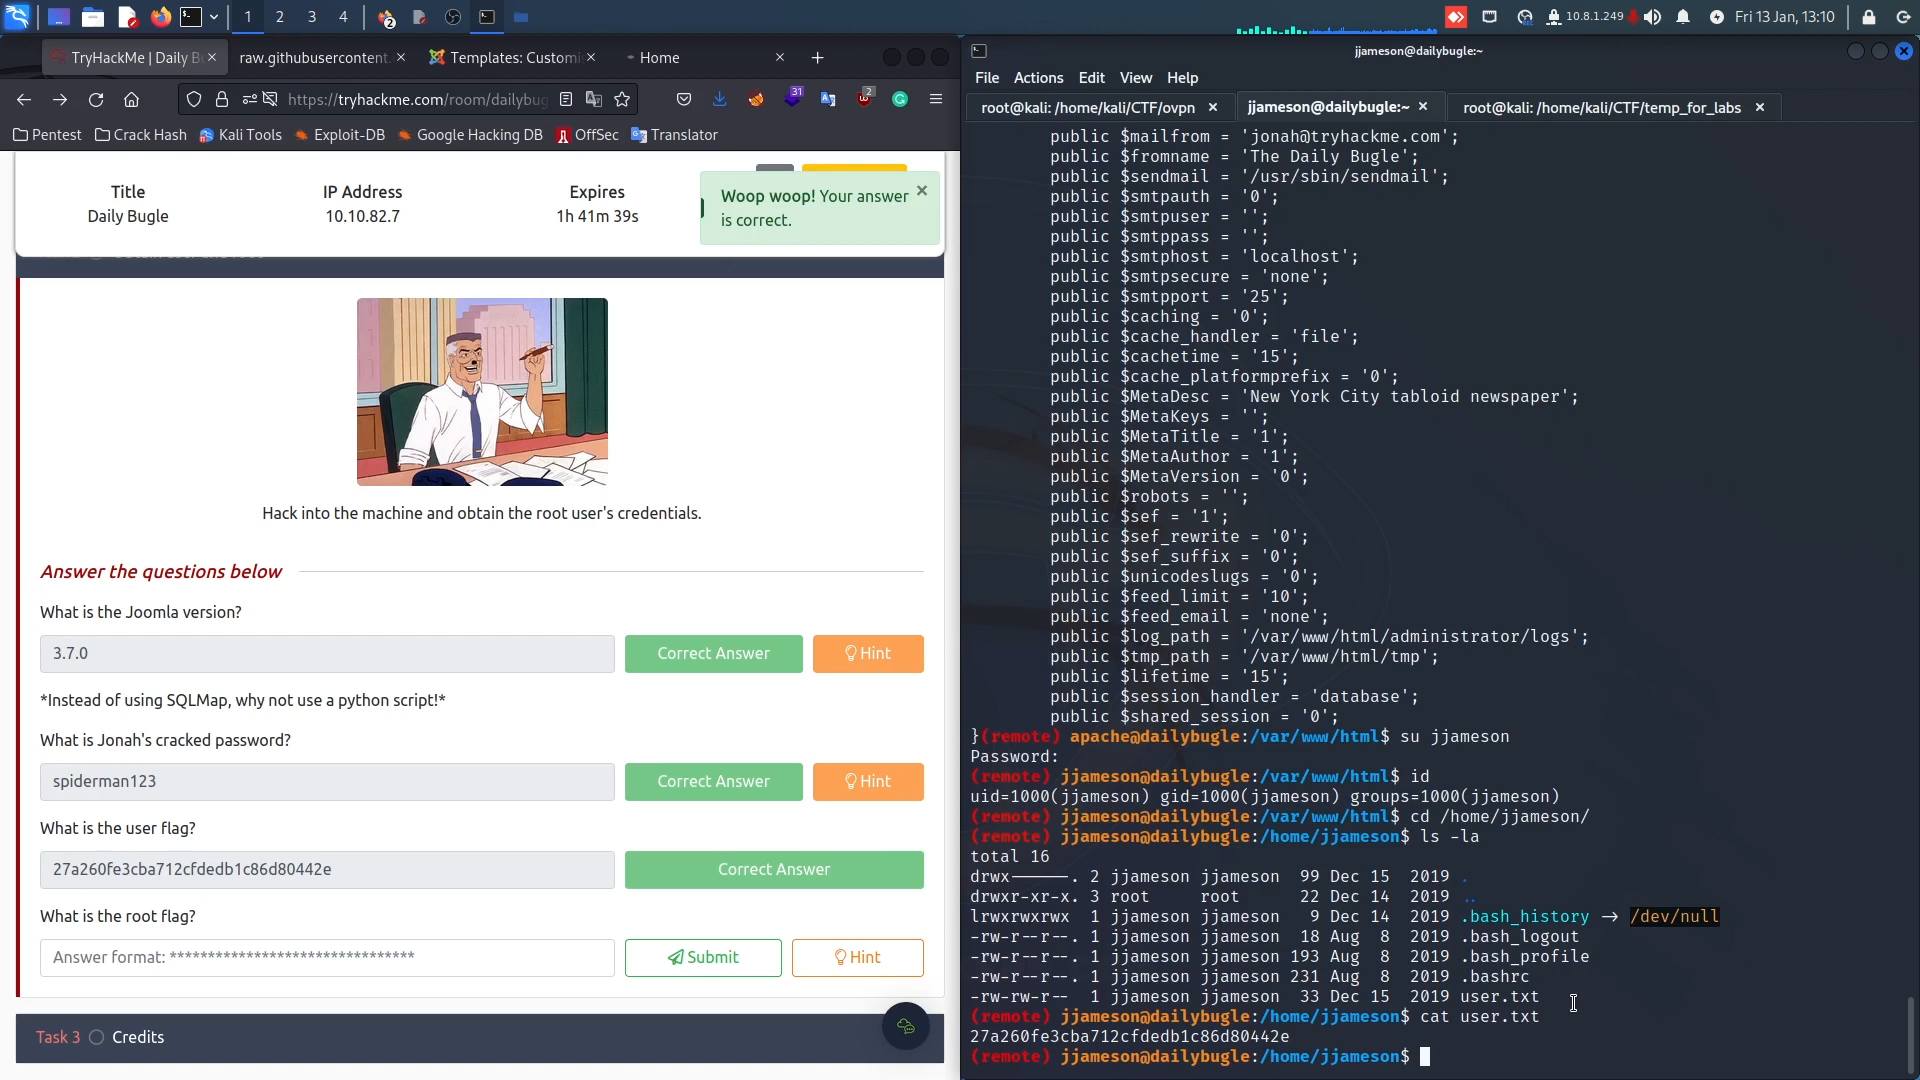 1
2
3
4
2
10.8.1.249
Fri 13 Jan, 13:10
TryHackMe | Daily B
raw.githubusercontent.
Templates: Customi
Home
https://tryhackme.com/room/dailybug
31
2
Pentest
Crack Hash
Kali Tools
Exploit-DB
Google Hacking DB
OffSec
Translator
Title
Daily Bugle
IP Address
10.10.82.7
Expires
1h 41m 39s
Woop woop! Your answer
is correct.
Hack into the machine and obtain the root user's credentials.
Answer the questions below
What is the Joomla version?
3.7.0
Correct Answer
Hint
*Instead of using SQLMap, why not use a python script!*
What is Jonah's cracked password?
spiderman123
Correct Answer
Hint
What is the user flag?
27a260fe3cba712cfdedb1c86d80442e
Correct Answer
What is the root flag?
Answer format: ********************************
Submit
Hint
Task 3
Credits
jjameson@dailybugle:~
File Actions Edit View Help
root@kali: /home/kali/CTF/ovpn
jjameson@dailybugle:~
root@kali: /home/kali/CTF/temp_for_labs
public $mailfrom = 'jonah@tryhackme.com';
public $fromname = 'The Daily Bugle';
public $sendmail = '/usr/sbin/sendmail';
public $smtpauth = '0';
public $smtpuser = '';
public $smtppass = '';
public $smtphost = 'localhost';
public $smtpsecure = 'none';
public $smtpport = '25';
public $caching = '0';
public $cache_handler = 'file';
public $cachetime = '15';
public $cache_platformprefix = '0';
public $MetaDesc = 'New York City tabloid newspaper';
public $MetaKeys = '';
public $MetaTitle = '1';
public $MetaAuthor = '1';
public $MetaVersion = '0';
public $robots = '';
public $sef = '1';
public $sef_rewrite = '0';
public $sef_suffix = '0';
public $unicodeslugs = '0';
public $feed_limit = '10';
public $feed_email = 'none';
public $log_path = '/var/www/html/administrator/logs';
public $tmp_path = '/var/www/html/tmp';
public $lifetime = '15';
public $session_handler = 'database';
public $shared_session = '0';
}(remote) apache@dailybugle:/var/www/html$ su jjameson
Password:
(remote) jjameson@dailybugle:/var/www/html$ id
uid=1000(jjameson) gid=1000(jjameson) groups=1000(jjameson)
(remote) jjameson@dailybugle:/var/www/html$ cd /home/jjameson/
(remote) jjameson@dailybugle:/home/jjameson$ ls -la
total 16
drwx------. 2 jjameson jjameson 99 Dec 15 2019 .
drwxr-xr-x. 3 root root 22 Dec 14 2019 ..
lrwxrwxrwx 1 jjameson jjameson 9 Dec 14 2019 .bash_history → /dev/null
-rw-r--r--. 1 jjameson jjameson 18 Aug 8 2019 .bash_logout
-rw-r--r--. 1 jjameson jjameson 193 Aug 8 2019 .bash_profile
-rw-r--r--. 1 jjameson jjameson 231 Aug 8 2019 .bashrc
-rw-rw-r-- 1 jjameson jjameson 33 Dec 15 2019 user.txt
(remote) jjameson@dailybugle:/home/jjameson$ cat user.txt
27a260fe3cba712cfdedb1c86d80442e
(remote) jjameson@dailybugle:/home/jjameson$